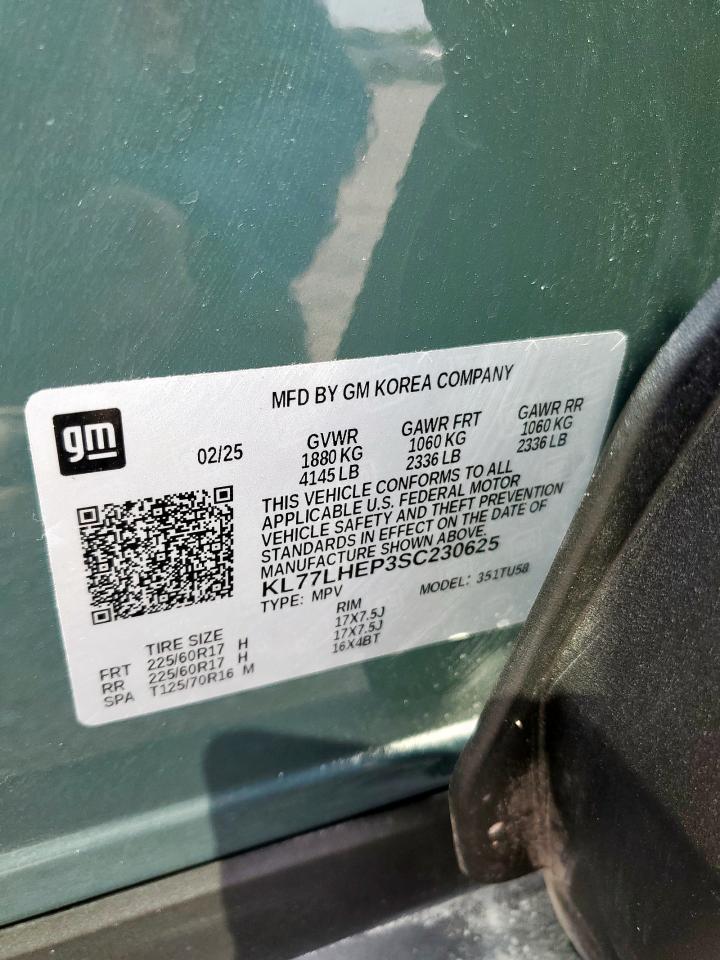 MFD BY GM KOREA COMPANY
gm
02/25
GVWR GAWR FRT GAWR RR
1880 KG 1060 KG 1060 KG
4145 LB 2336 LB 2336 LB
THIS VEHICLE CONFORMS TO ALL
APPLICABLE U.S. FEDERAL MOTOR
VEHICLE SAFETY AND THEFT PREVENTION
STANDARDS IN EFFECT ON THE DATE OF
MANUFACTURE SHOWN ABOVE.
KL77LHEP3SC230625
TYPE: MPV MODEL: 351TU58
TIRE SIZE RIM
FRT 225/60R17 H 17X7.5J
RR 225/60R17 H 17X7.5J
SPA T125/70R16 M 16X4BT